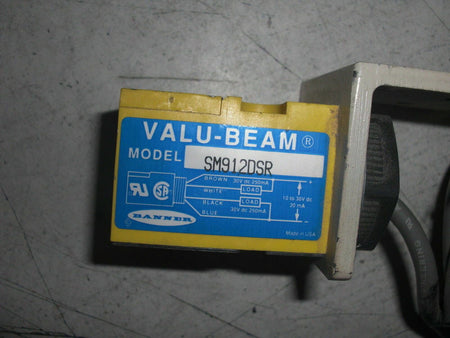 VALU-BEAM®
MODEL SM912DSR
BROWN 30V dc 250mA +
WHITE LOAD
BLACK LOAD
BLUE 30V dc 250mA -
10 to 30V dc
20 mA
BANNER
Made in USA